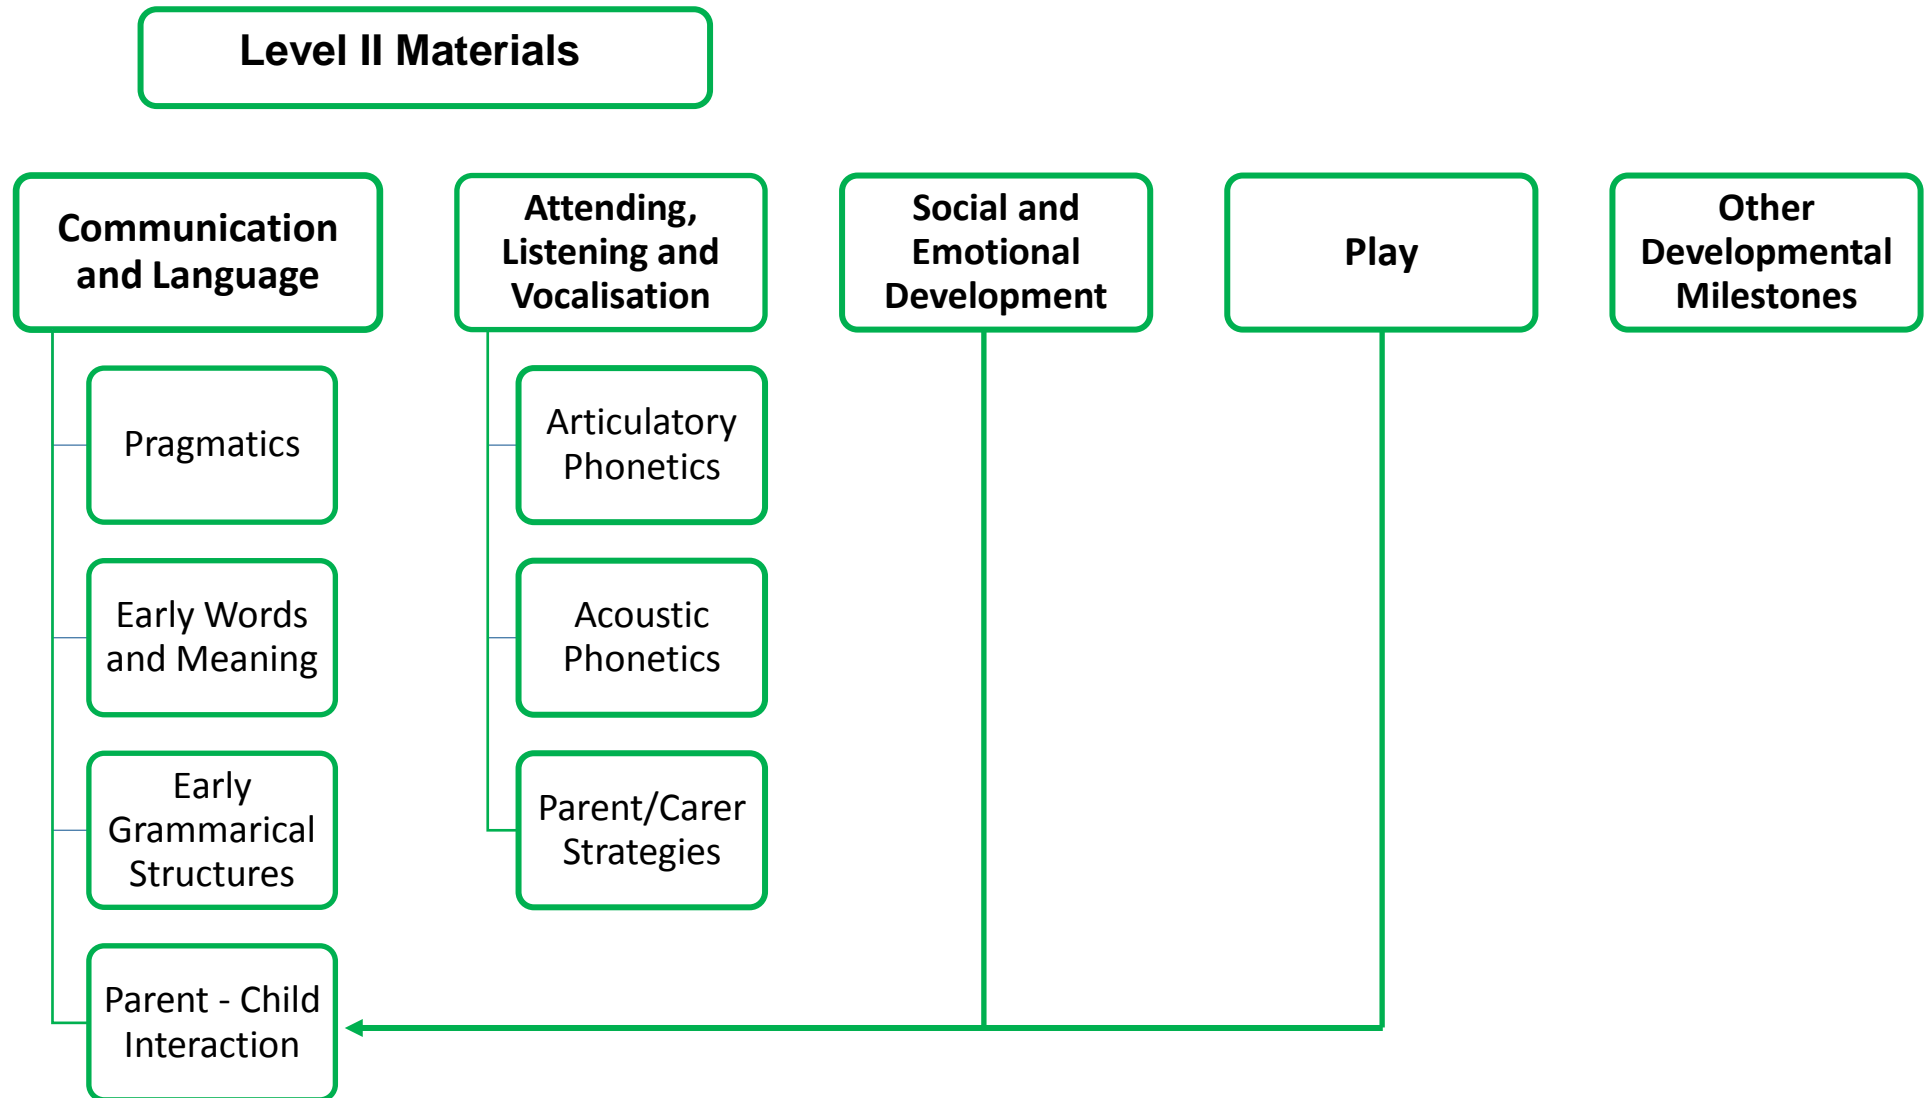 Level II Materials
Communication
and Language
Attending,
Listening and
Vocalisation
Social and
Emotional
Development
Play
Other
Developmental
Milestones
Pragmatics
Early Words
and Meaning
Early
Grammarical
Structures
Parent - Child
Interaction
Articulatory
Phonetics
Acoustic
Phonetics
Parent/Carer
Strategies